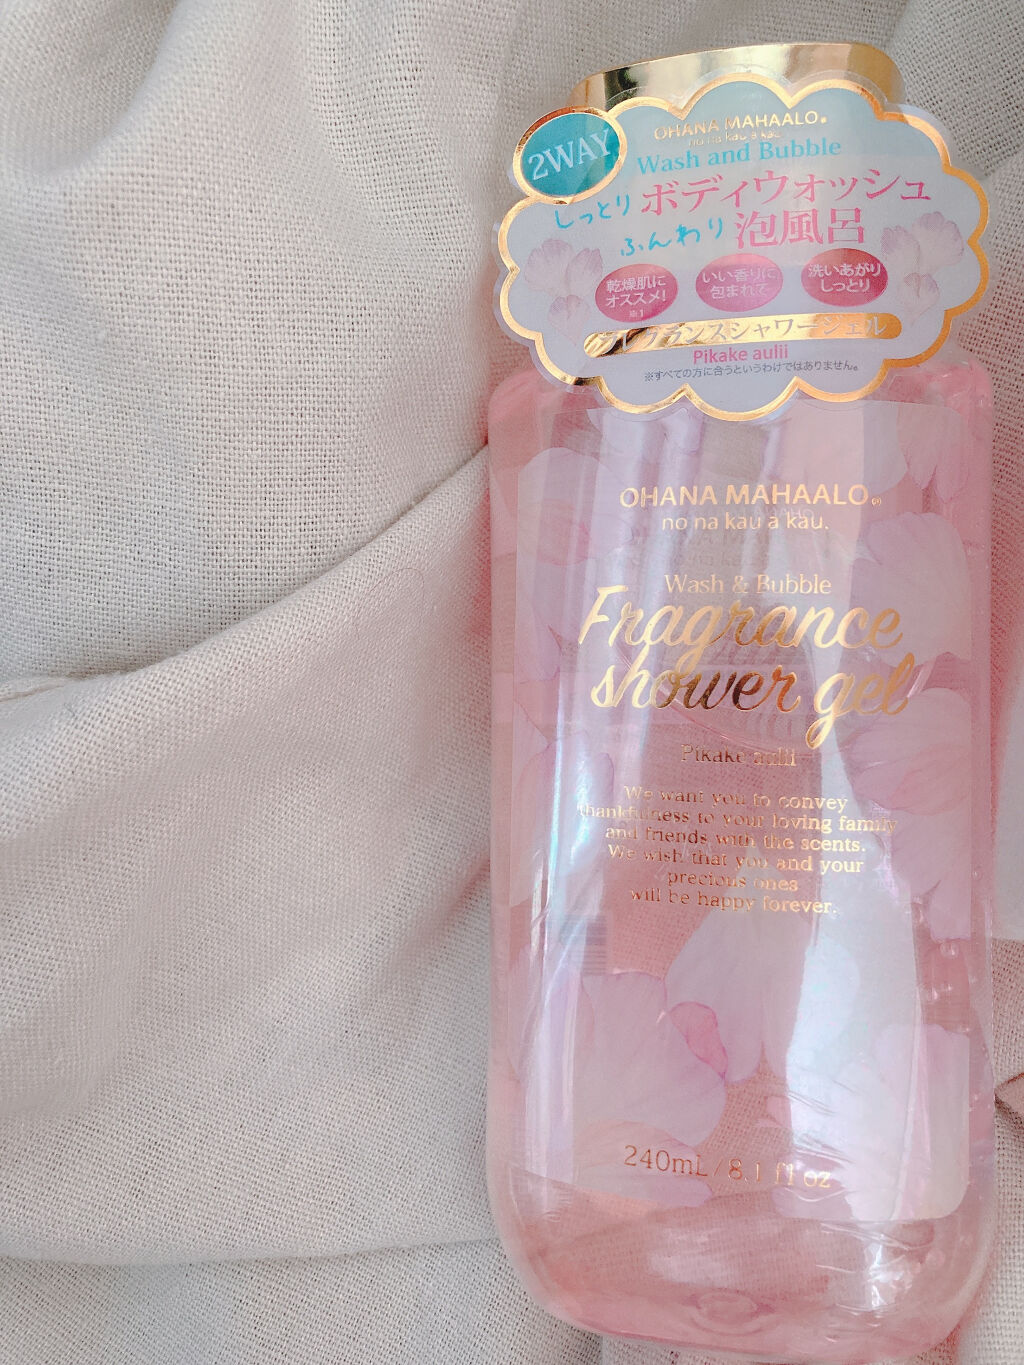 OHANA MAHAALO®
no na kau a kau.
2WAY
Wash and Bubble
しっとり ボディウォッシュ
ふんわり 泡風呂
乾燥肌に
オススメ!
※1
いい香りに
包まれて
洗いあがり
しっとり
フレグランスシャワージェル
Pikake aulii
※すべての方に合うというわけではありません。
OHANA MAHAALO®
no na kau a kau.
Wash & Bubble
Fragrance
shower gel
Pikake aulii
We want you to convey
thankfulness to your loving family
and friends with the scents.
We wish that you and your
precious ones
will be happy forever.
240mL / 8.1 fl oz